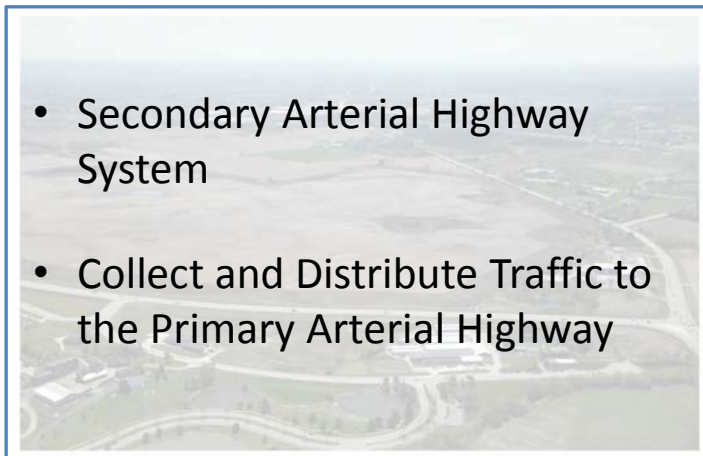 • Secondary Arterial Highway
System
• Collect and Distribute Traffic to
the Primary Arterial Highway